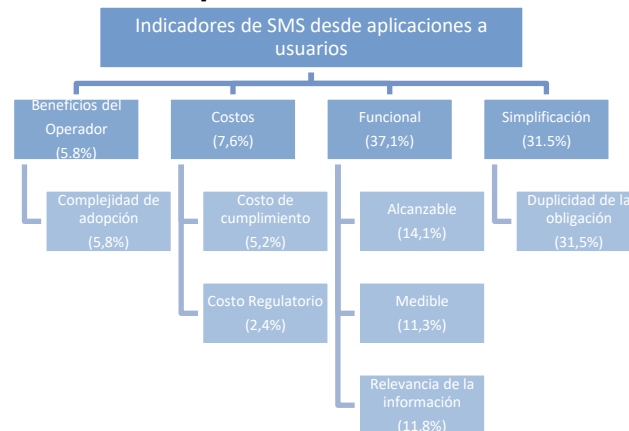 Indicadores de SMS desde aplicaciones a
usuarios
Beneficios del
Operador
(5.8%)
Complejidad de
adopción
(5,8%)
Costos
(7,6%)
Costo de
cumplimiento
(5,2%)
Costo Regulatorio
(2,4%)
Funcional
(37,1%)
Alcanzable
(14,1%)
Medible
(11,3%)
Relevancia de la
información
(11,8%)
Simplificación
(31.5%)
Duplicidad de la
obligación
(31,5%)